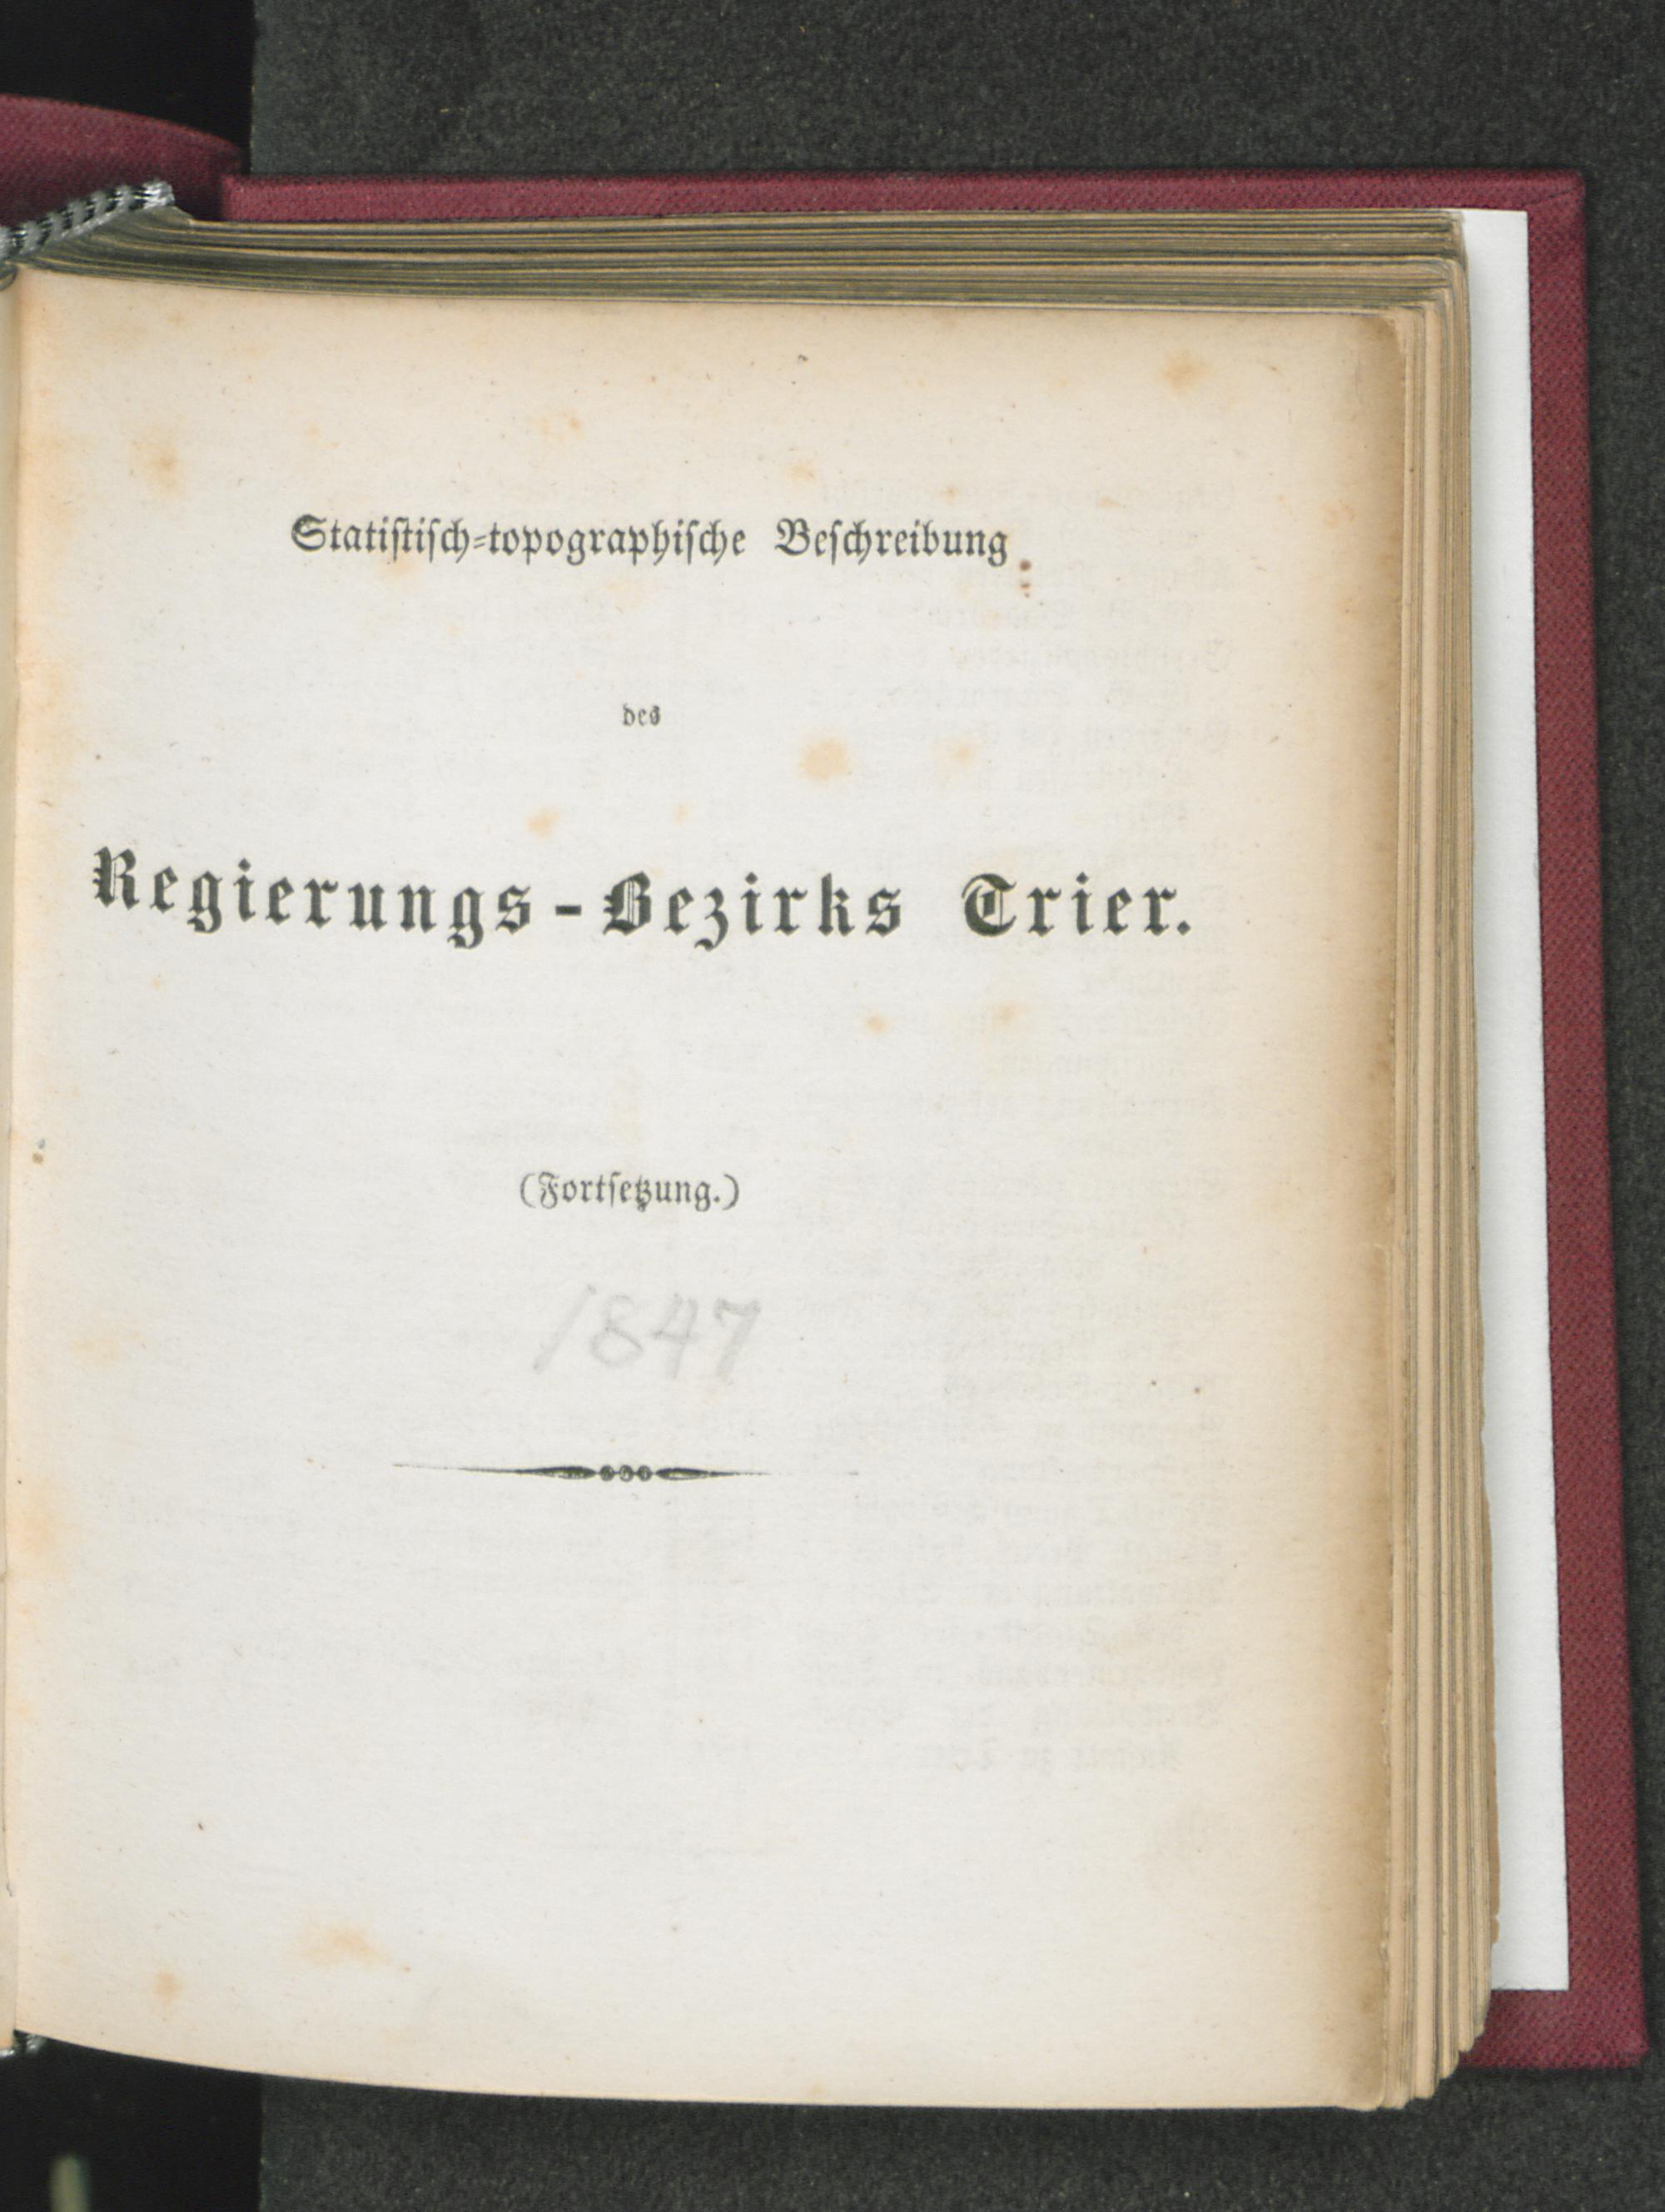 Statistisch-topographische Beschreibung
des
Regierungs-Bezirks Trier.
(Fortsetzung.)
1847